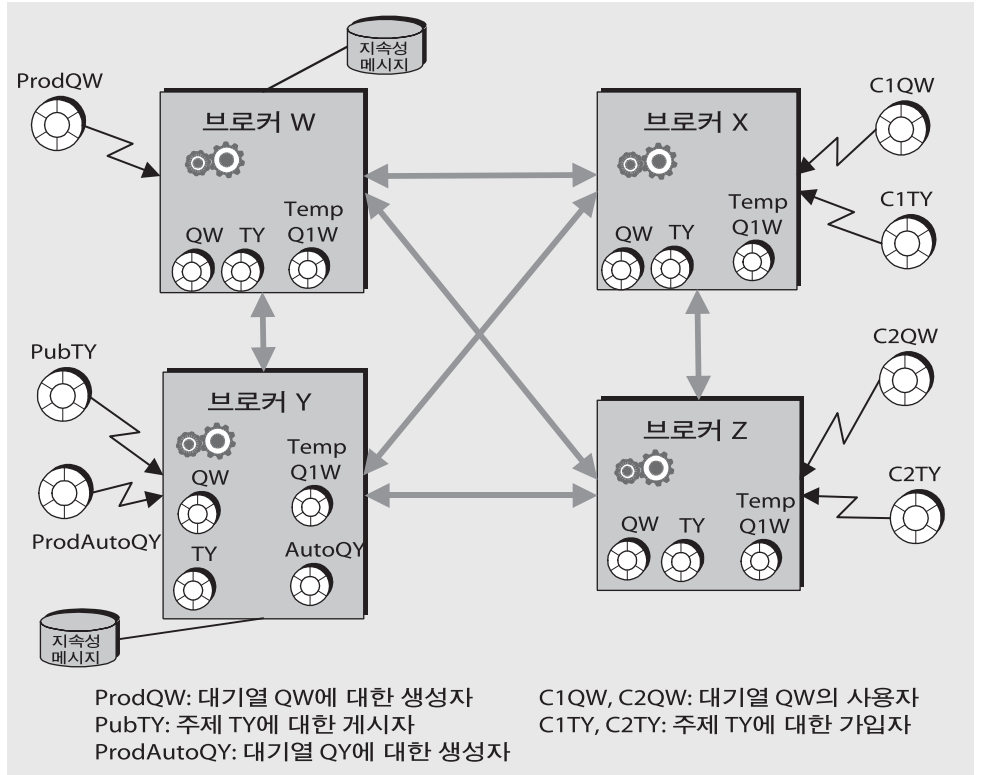 지속성
메시지
ProdQW
브로커 W
QW TY
Temp
Q1W
브로커 X
QW TY
Temp
Q1W
C1QW
C1TY
PubTY
ProdAutoQY
브로커 Y
QW
Temp
Q1W
TY
AutoQY
지속성
메시지
브로커 Z
QW TY
Temp
Q1W
C2QW
C2TY
ProdQW: 대기열 QW에 대한 생성자
PubTY: 주제 TY에 대한 게시자
ProdAutoQY: 대기열 QY에 대한 생성자
C1QW, C2QW: 대기열 QW의 사용자
C1TY, C2TY: 주제 TY에 대한 가입자